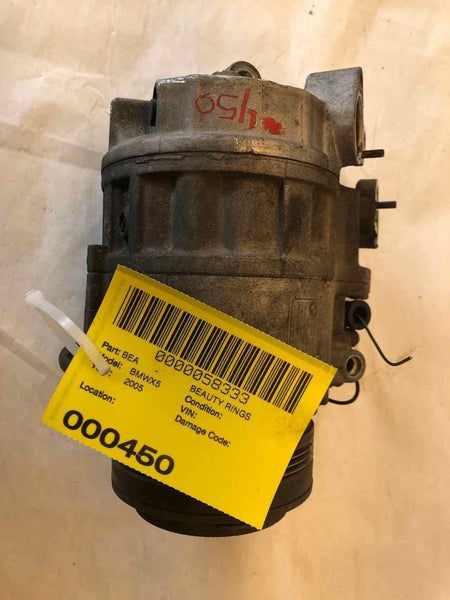 *450
0000058333
Part: BEA
BEAUTY RINGS
Model: BMWX5
Condition:
2005
VIN:
Location:
Damage Code:
000450